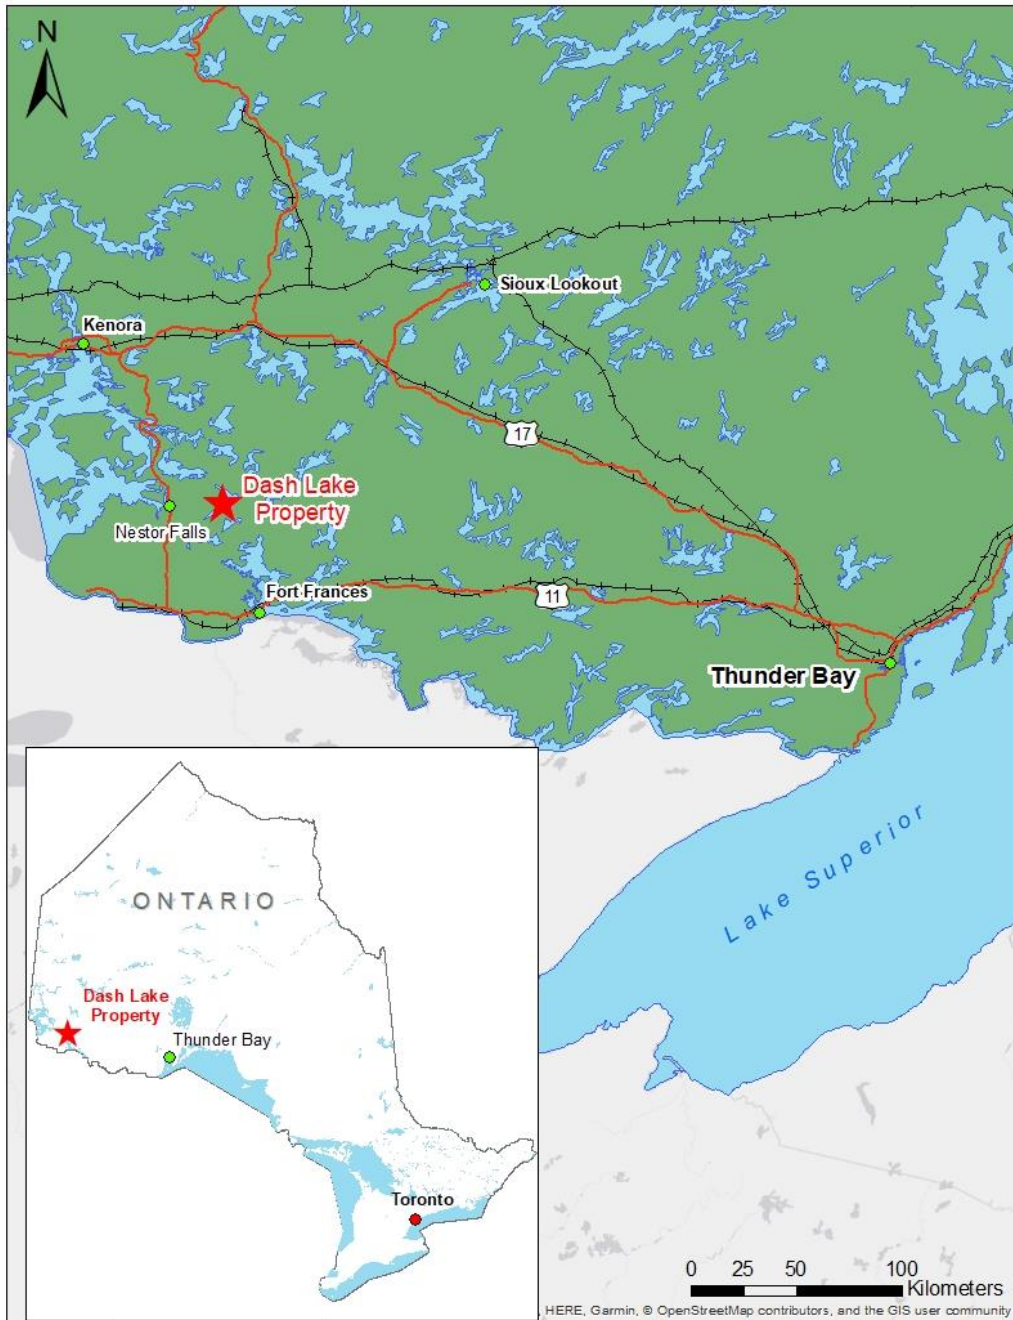 N
Sioux Lookout
Kenora
17
Dash Lake
Property
Nestor Falls
Fort Frances
11
Thunder Bay
Lake Superior
ONTARIO
Dash Lake
Property
Thunder Bay
Toronto
0 25 50 100
Kilometers
, HERE, Garmin, © OpenStreetMap contributors, and the GIS user community